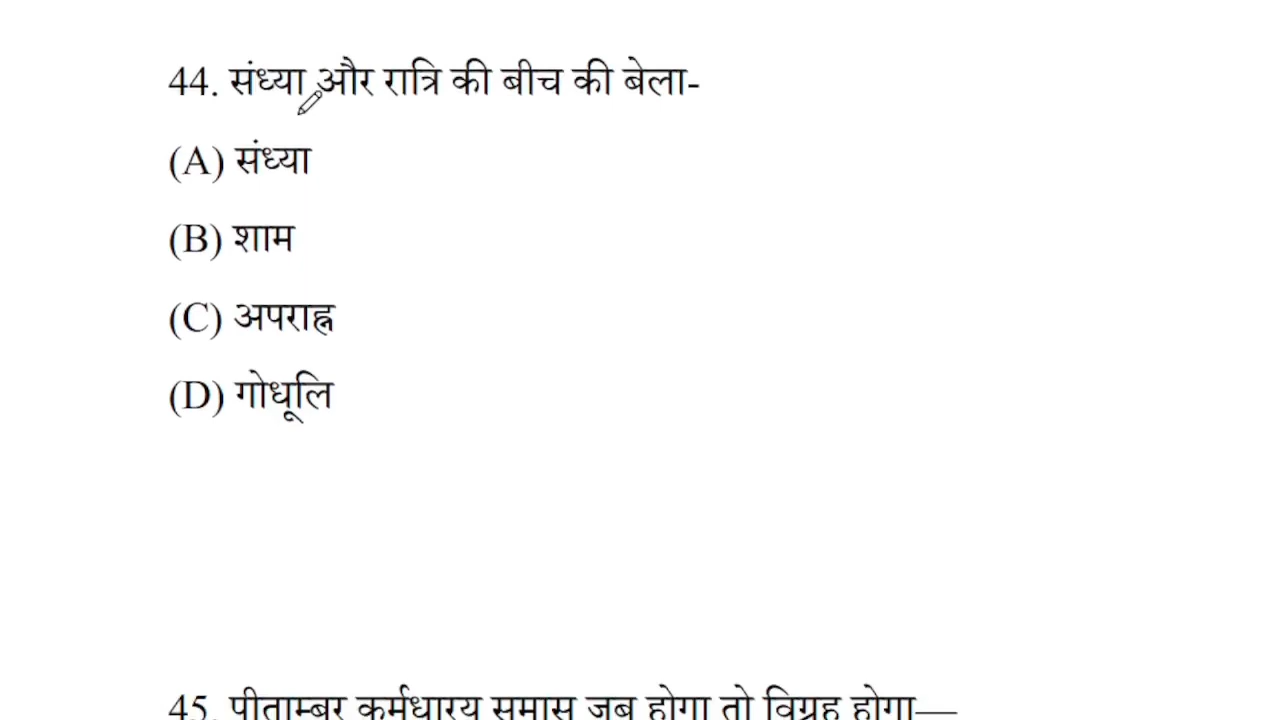 44. संध्या और रात्रि की बीच की बेला-
(A) संध्या
(B) शाम
(C) अपराह्न
(D) गोधूलि
45. पीताम्बर कर्मधारय समास जब होगा तो विग्रह होगा—